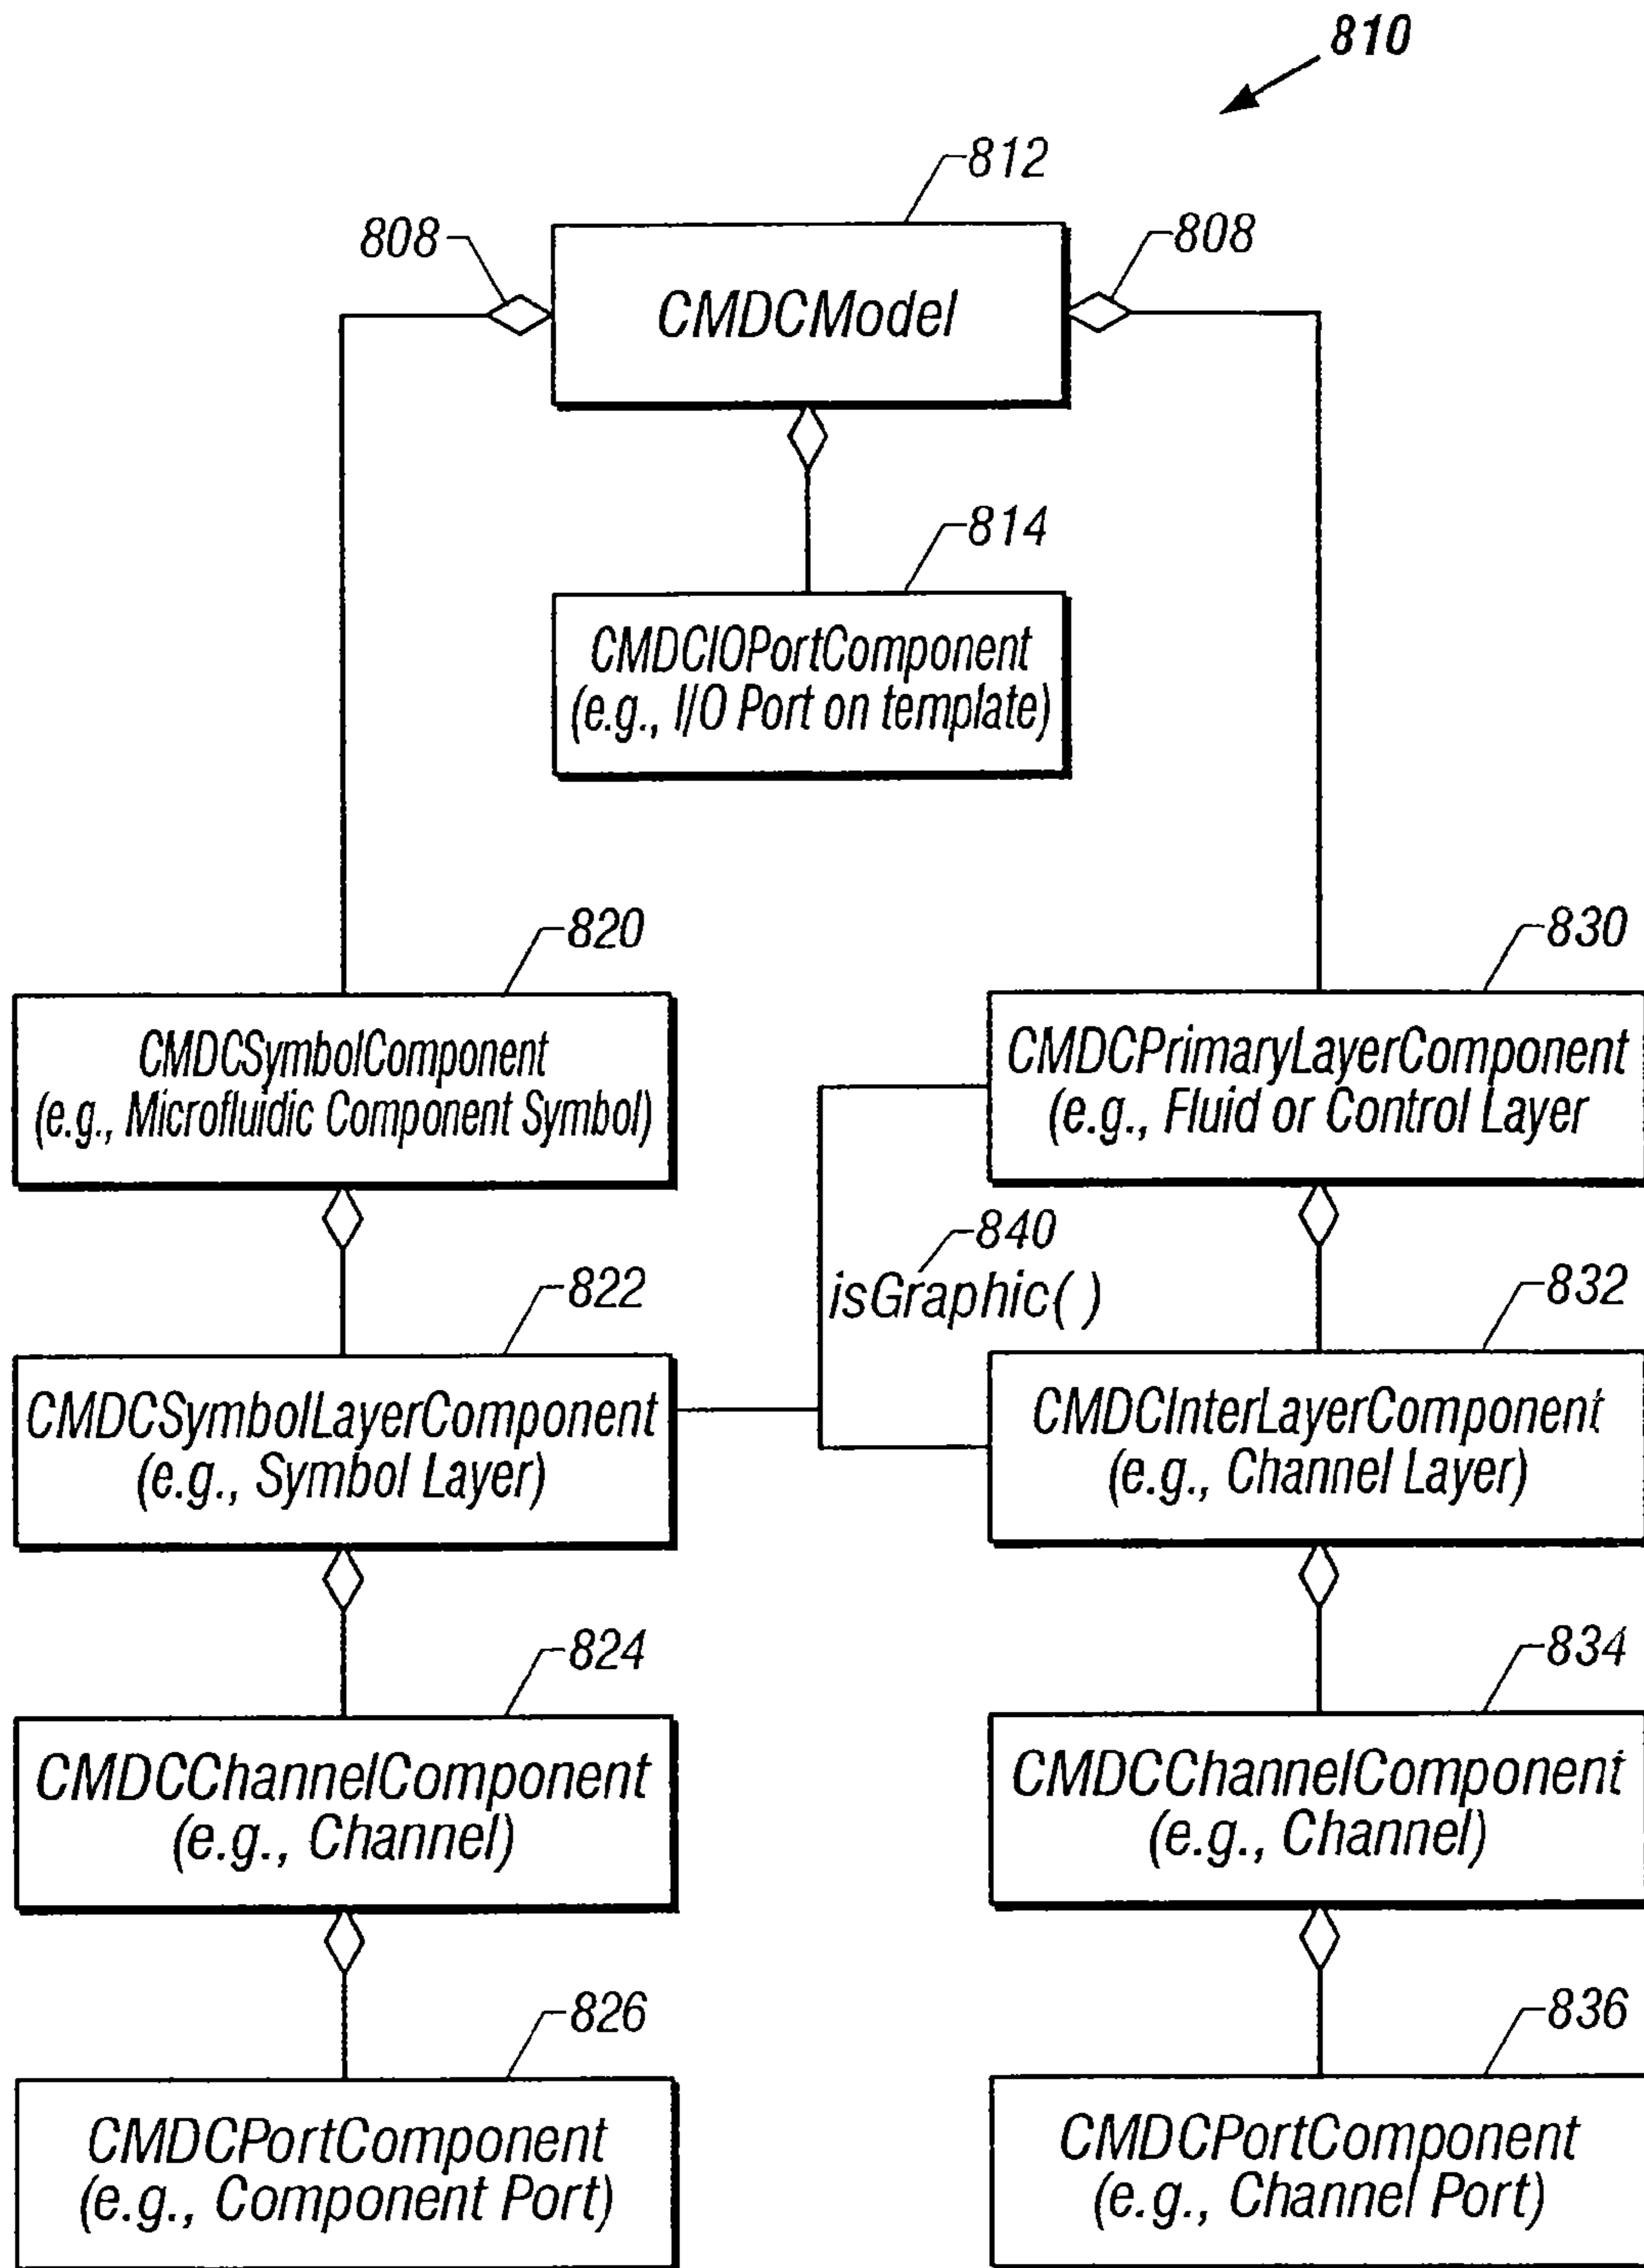 810
812
808
808
CMDCModel
814
CMDCIOPortComponent
(e.g., I/O Port on template)
820
830
CMDCSymbolComponent
(e.g., Microfluidic Component Symbol)
CMDCPrimaryLayerComponent
(e.g., Fluid or Control Layer
840
isGraphic( )
822
832
CMDCSymbolLayerComponent
(e.g., Symbol Layer)
CMDCInterLayerComponent
(e.g., Channel Layer)
824
834
CMDCChannelComponent
(e.g., Channel)
CMDCChannelComponent
(e.g., Channel)
826
836
CMDCPortComponent
(e.g., Component Port)
CMDCPortComponent
(e.g., Channel Port)